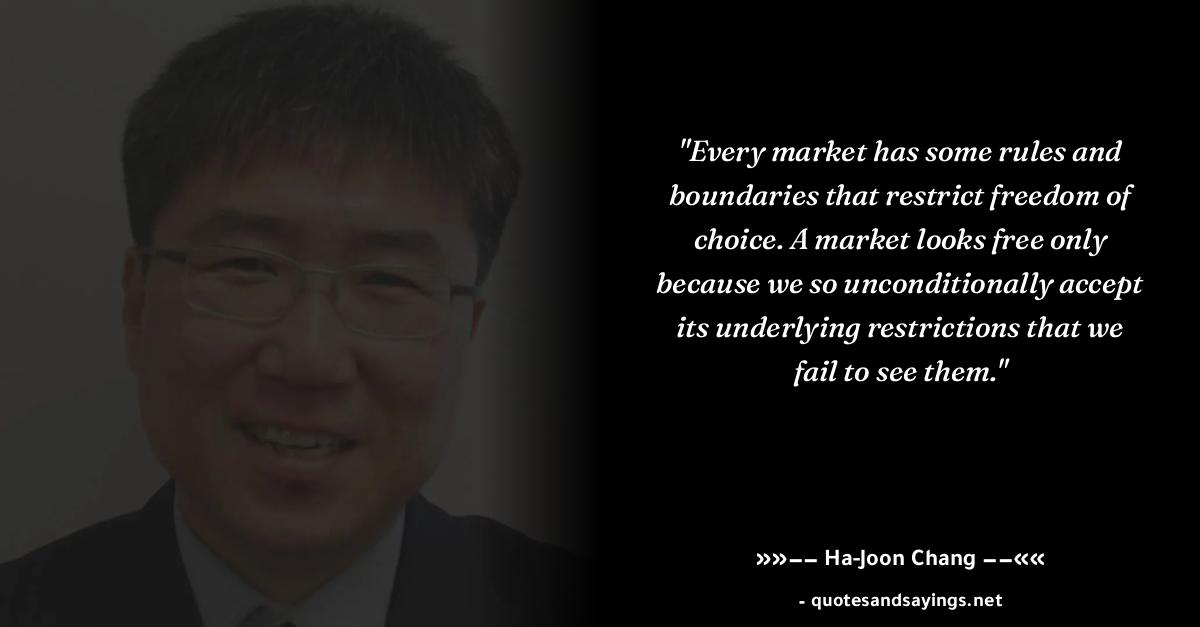 "Every market has some rules and
boundaries that restrict freedom of
choice. A market looks free only
because we so unconditionally accept
its underlying restrictions that we
fail to see them."
»»−− Ha-Joon Chang −−««
- quotesandsayings.net